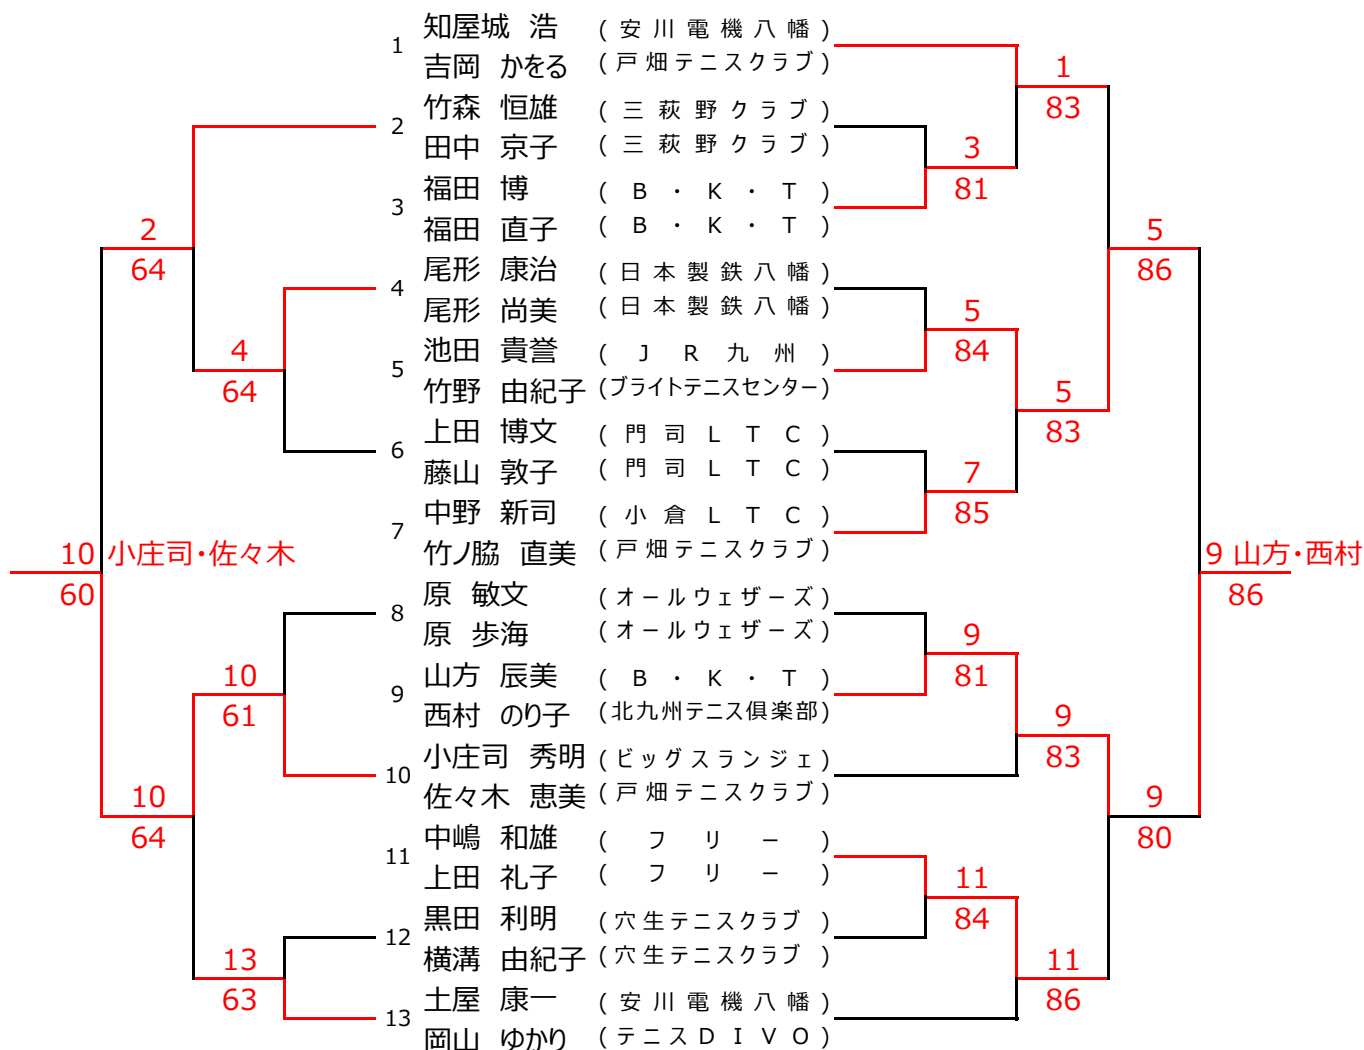 知屋城 浩 (安川電機八幡)
1
吉岡 かをる (戸畑テニスクラブ) 1
83
竹森 恒雄 (三萩野クラブ)
2
田中 京子 (三萩野クラブ) 3
81
福田 博 (B・K・T)
3
福田 直子 (B・K・T)
2 5
64 86
尾形 康治 (日本製鉄八幡)
4
尾形 尚美 (日本製鉄八幡) 5
4 84
64
池田 貴誉 (JR九州)
5
竹野 由紀子 (ブライトテニスセンター) 5
83
上田 博文 (門司LTC)
6
藤山 敦子 (門司LTC) 7
85
中野 新司 (小倉LTC)
7
竹ノ脇 直美 (戸畑テニスクラブ)
10 小庄司・佐々木 9 山方・西村
60 86
原 敏文 (オールウェザーズ)
8
原 歩海 (オールウェザーズ) 9
81
10
61
山方 辰美 (B・K・T)
9
西村 のり子 (北九州テニス倶楽部) 9
83
小庄司 秀明 (ビッグスランジェ)
10
佐々木 恵美 (戸畑テニスクラブ)
10 9
64 80
中嶋 和雄 (フリー)
11
上田 礼子 (フリー) 11
84
黒田 利明 (穴生テニスクラブ)
12
横溝 由紀子 (穴生テニスクラブ)
13 11
63 86
土屋 康一 (安川電機八幡)
13
岡山 ゆかり (テニスDIVO)